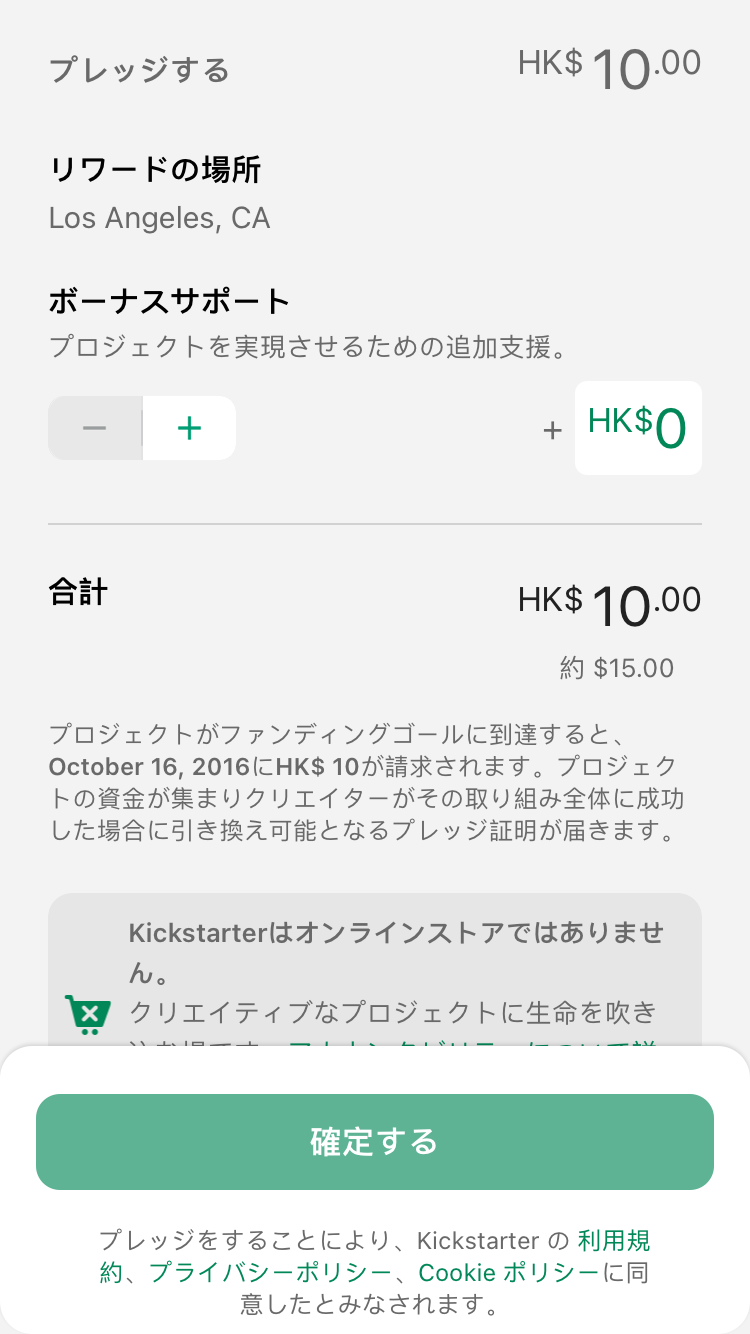 プレッジする HK$ 10.00
リワードの場所
Los Angeles, CA
ボーナスサポート
プロジェクトを実現させるための追加支援。
− + + HK$0
合計 HK$ 10.00
約 $15.00
プロジェクトがファンディングゴールに到達すると、
October 16, 2016にHK$ 10が請求されます。プロジェク
トの資金が集まりクリエイターがその取り組み全体に成功
した場合に引き換え可能となるプレッジ証明が届きます。
Kickstarterはオンラインストアではありませ
ん。
クリエイティブなプロジェクトに生命を吹き
確定する
プレッジをすることにより、Kickstarter の 利用規
約、プライバシーポリシー、Cookie ポリシーに同
意したとみなされます。